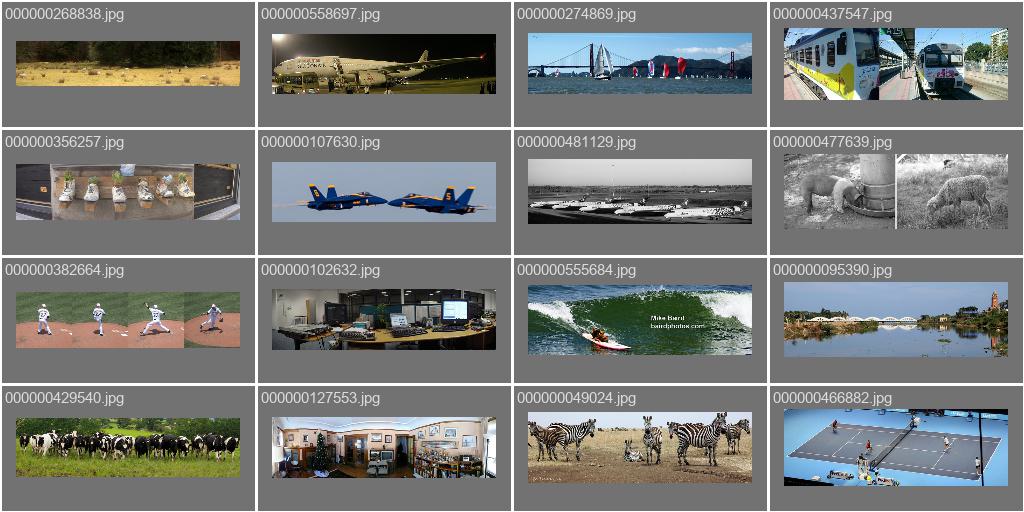 000000268838.jpg
000000558697.jpg
000000274869.jpg
000000437547.jpg
000000356257.jpg
000000107630.jpg
000000481129.jpg
000000477639.jpg
000000382664.jpg
000000102632.jpg
000000555684.jpg
Mike Baird
bairdphotos.com
000000095390.jpg
000000429540.jpg
000000127553.jpg
000000049024.jpg
000000466882.jpg